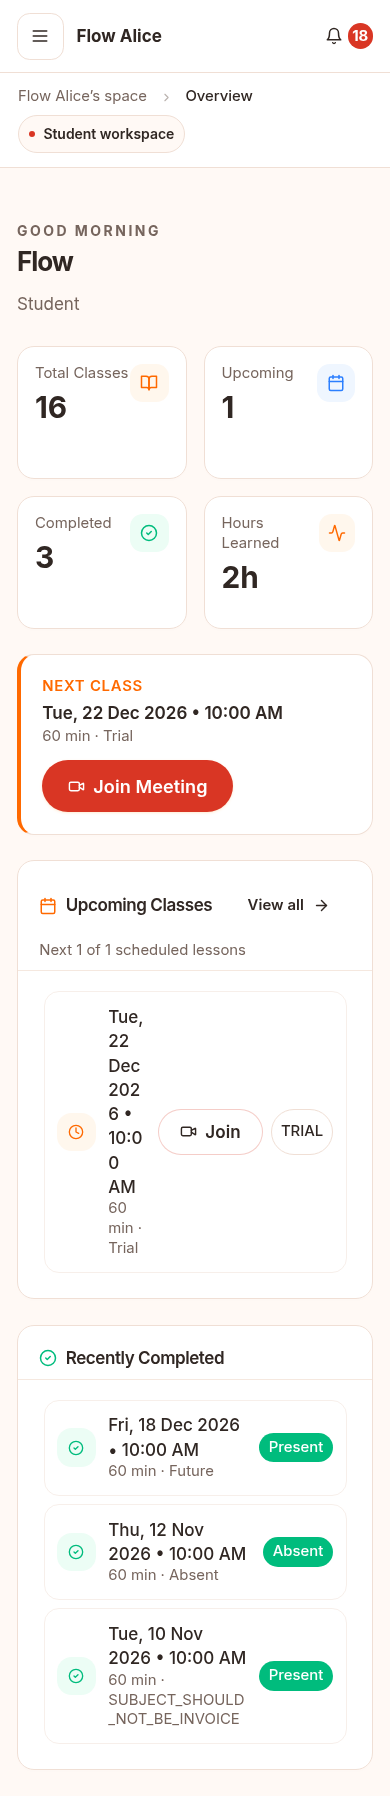 Flow Alice
18
Flow Alice's space > Overview
Student workspace
GOOD MORNING
Flow
Student
Total Classes
16
Upcoming
1
Completed
3
Hours
Learned
2h
NEXT CLASS
Tue, 22 Dec 2026 • 10:00 AM
60 min · Trial
Join Meeting
Upcoming Classes
View all →
Next 1 of 1 scheduled lessons
Tue,
22
Dec
202
6 •
10:0
0
AM
60
min ·
Trial
Join
TRIAL
Recently Completed
Fri, 18 Dec 2026
• 10:00 AM
60 min · Future
Present
Thu, 12 Nov
2026 • 10:00 AM
60 min · Absent
Absent
Tue, 10 Nov
2026 • 10:00 AM
60 min ·
SUBJECT_SHOULD
_NOT_BE_INVOICE
Present